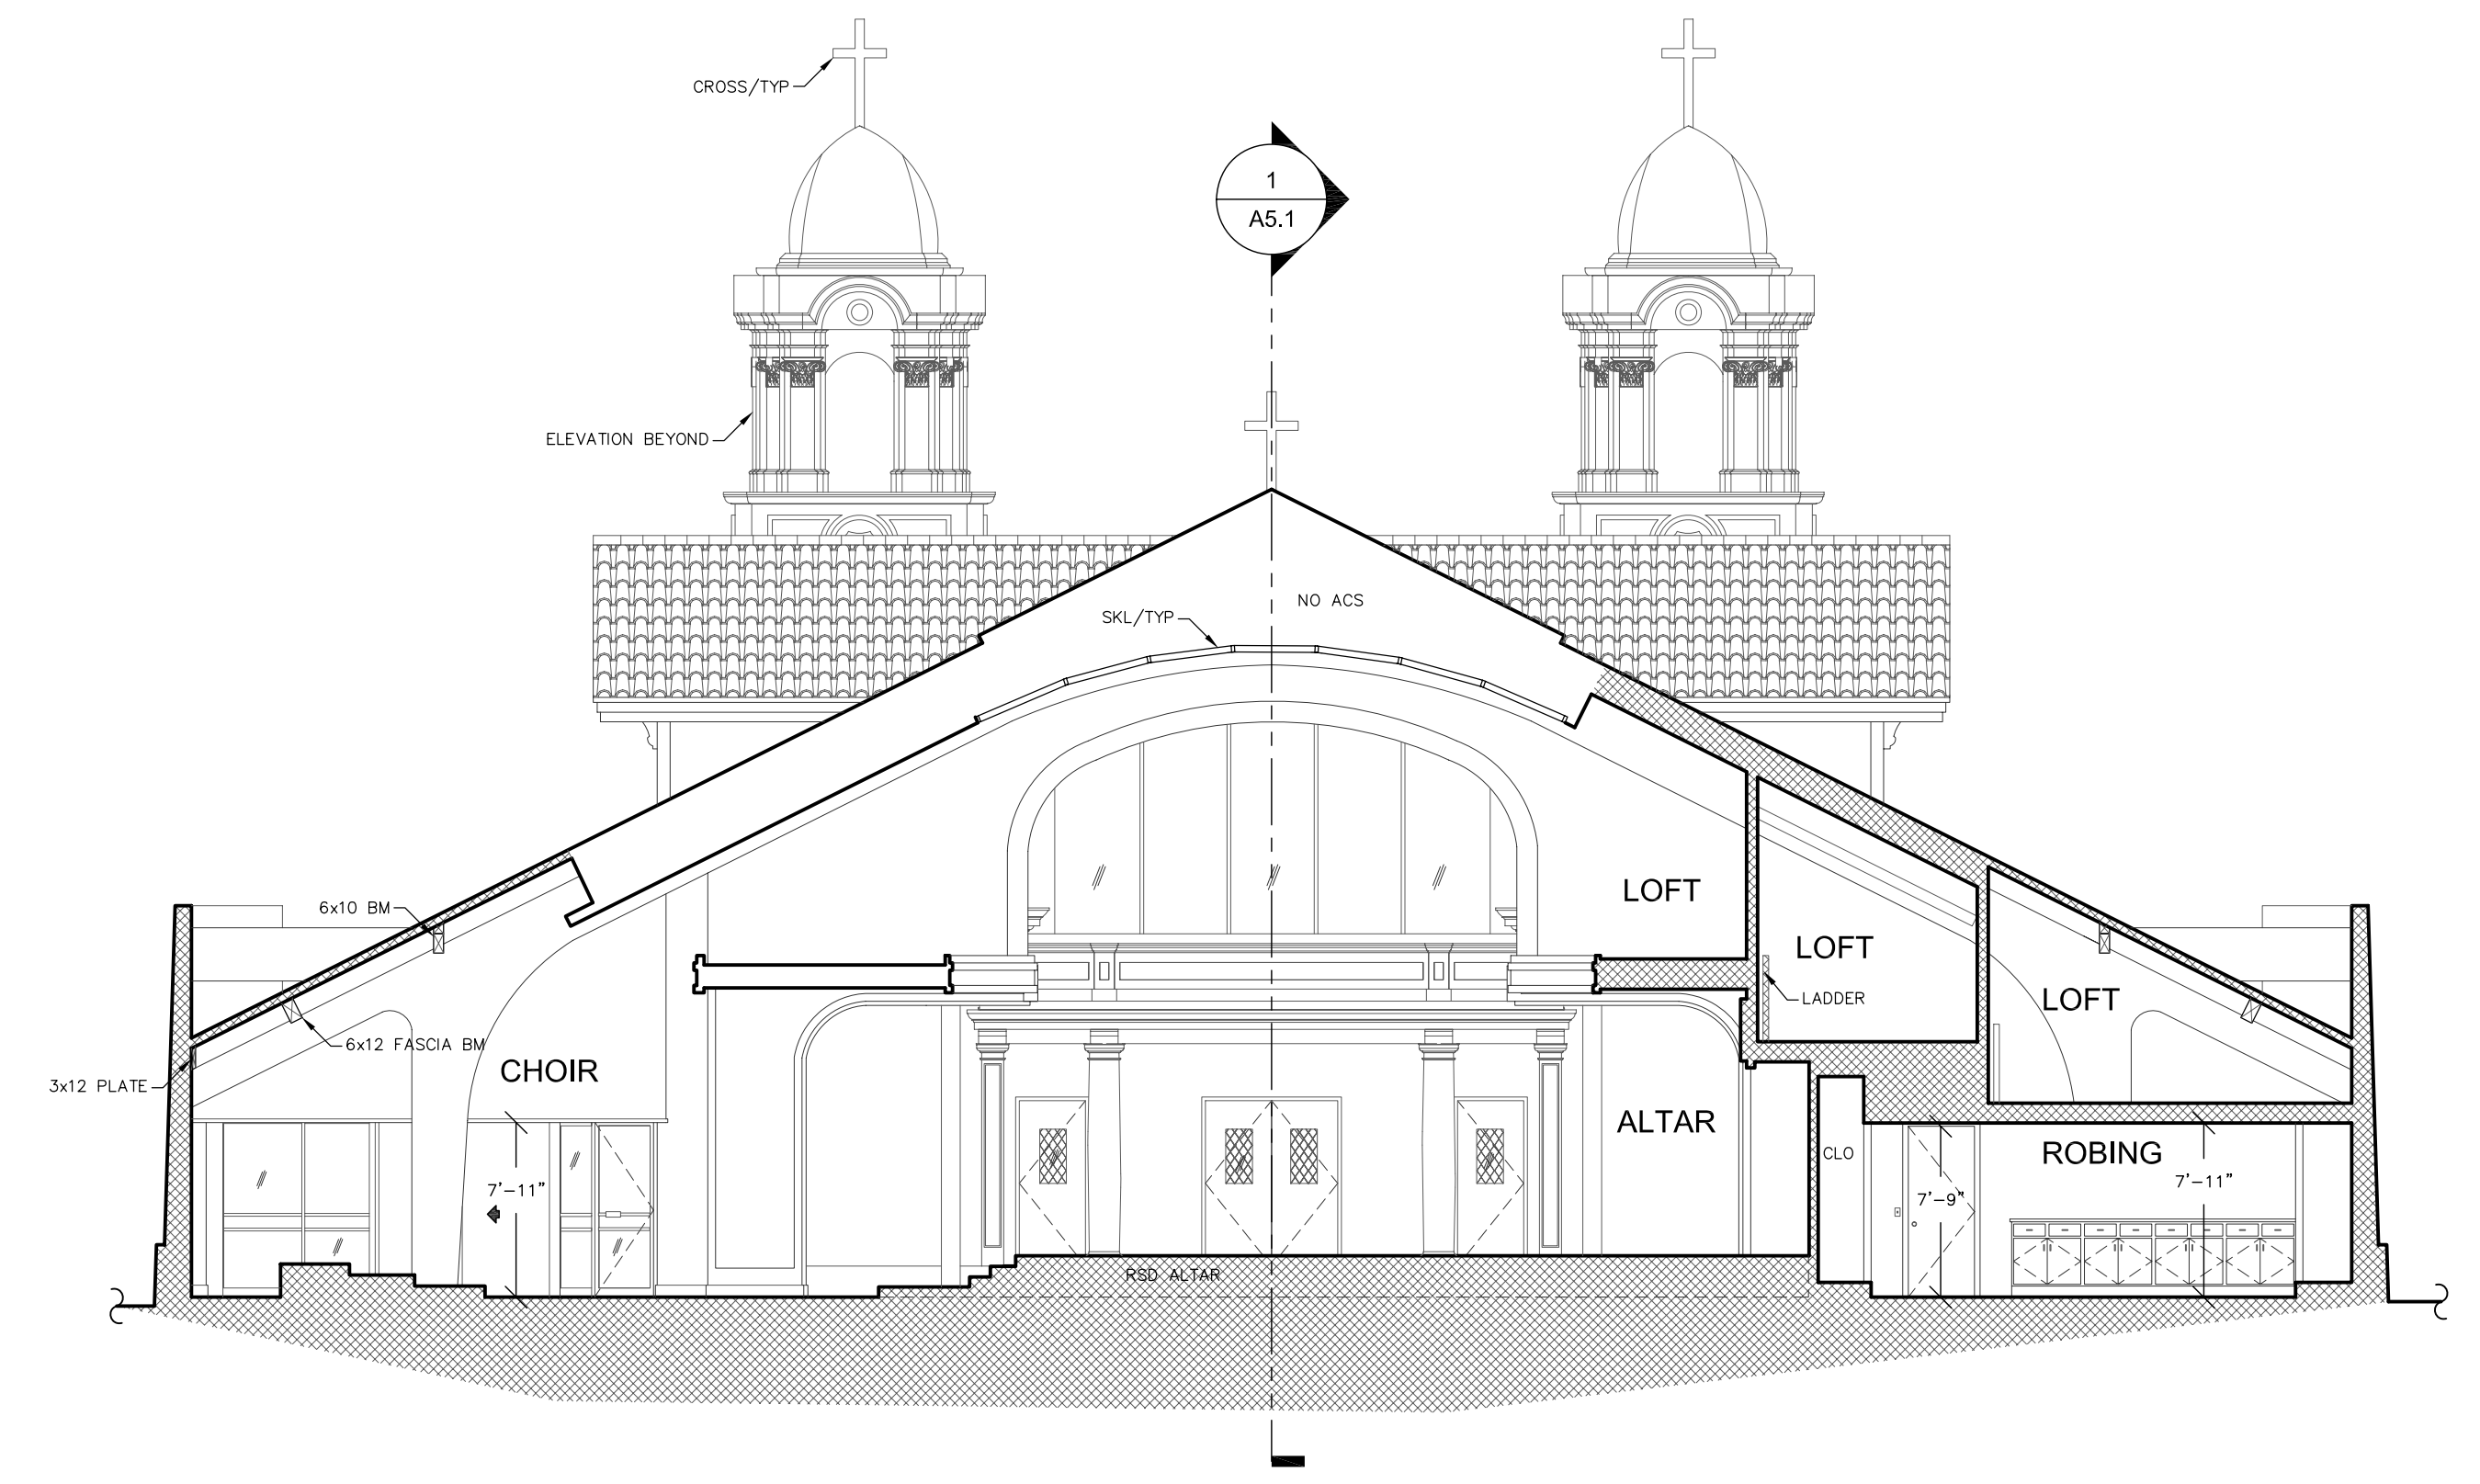 CROSS/TYP
1
A5.1
ELEVATION BEYOND
NO ACS
SKL/TYP
LOFT
6x10 BM
LOFT
LADDER
LOFT
6x12 FASCIA BM
CHOIR
3x12 PLATE
ALTAR
CLO
ROBING
7'-11"
7'-9"
7'-11"
RSD ALTAR